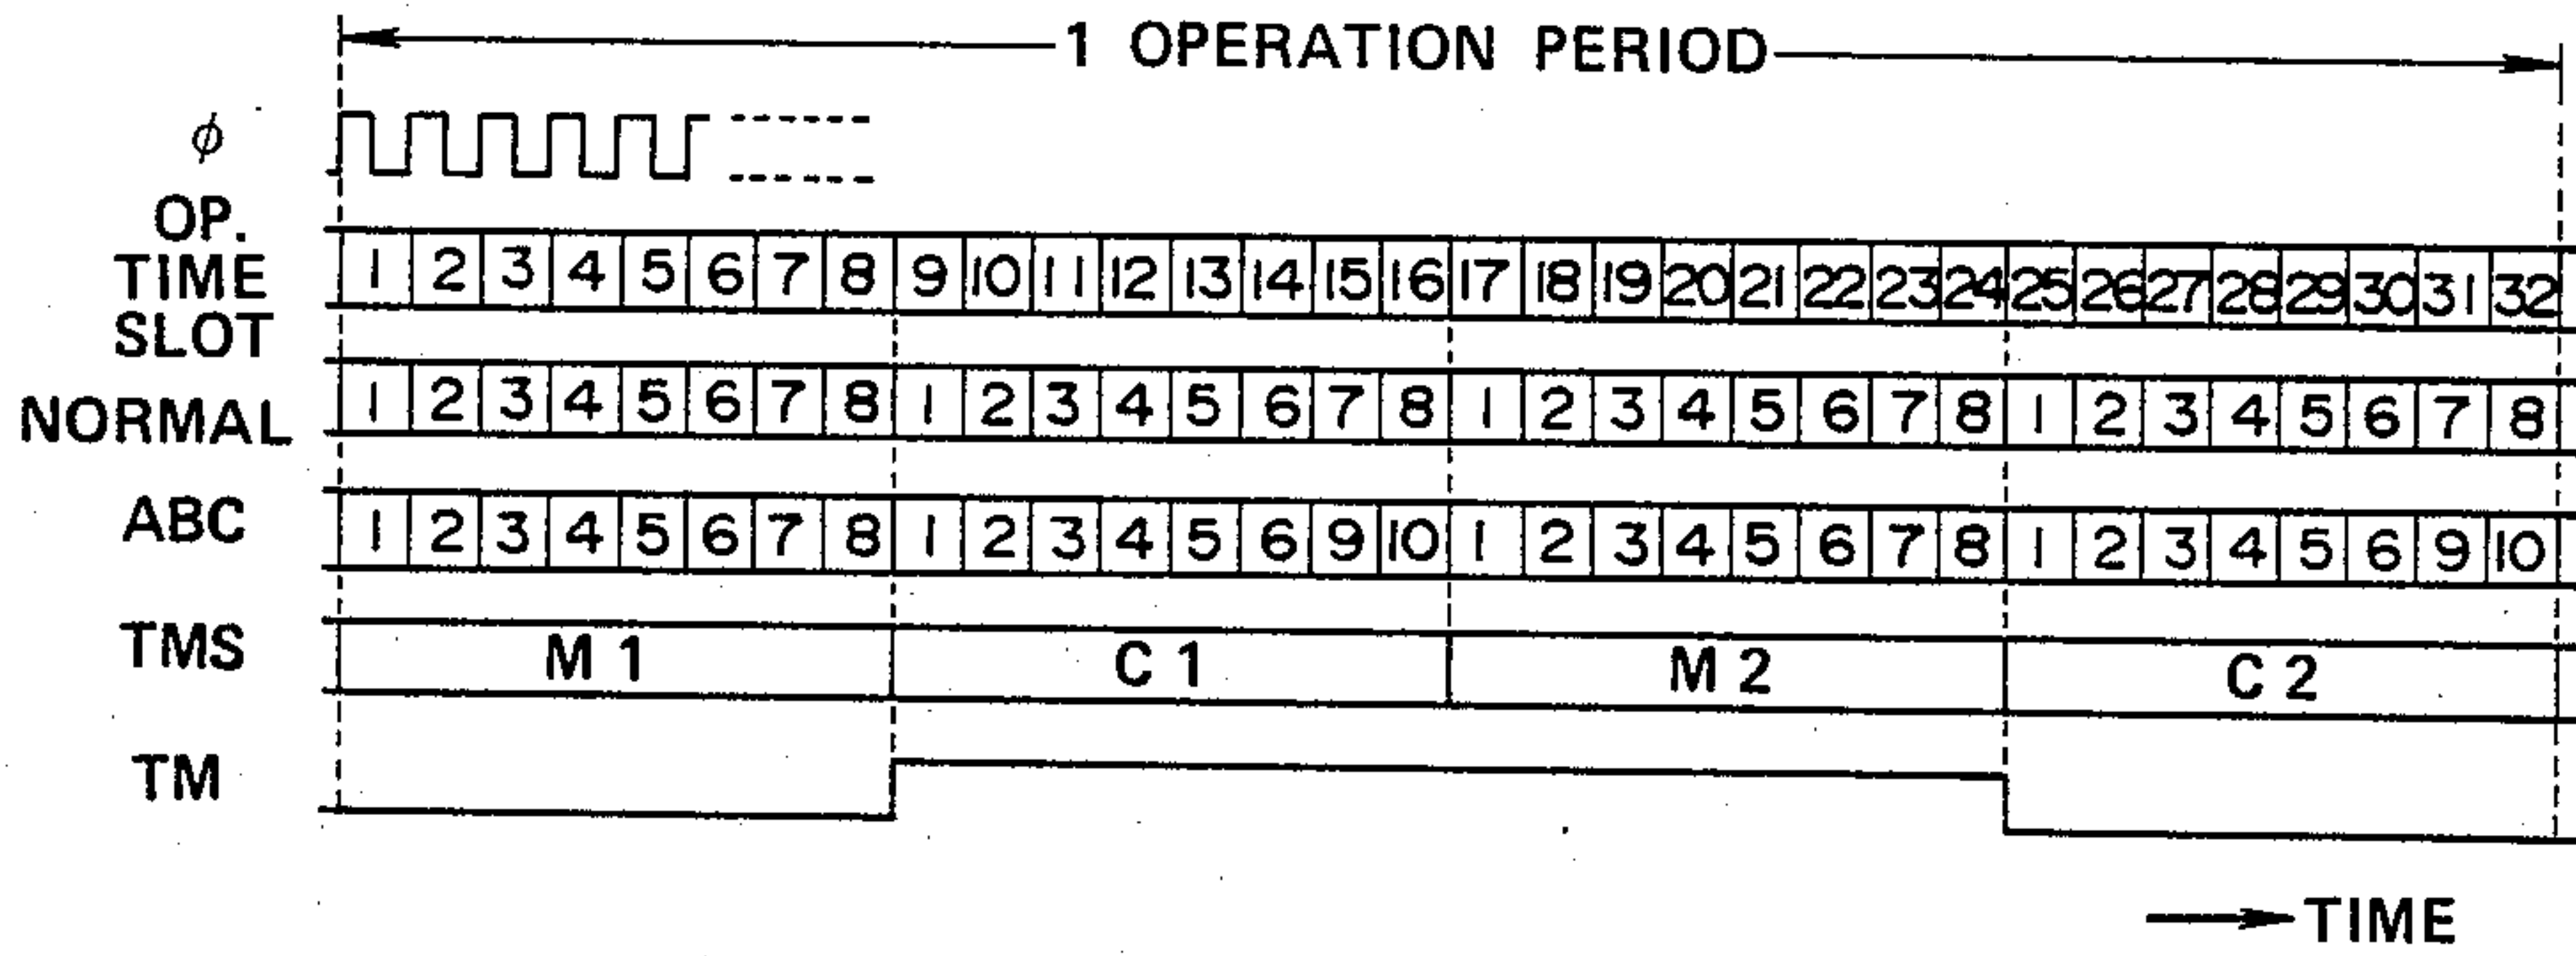 1 OPERATION PERIOD
ϕ
OP.
TIME
SLOT
1 2 3 4 5 6 7 8 9 10 11 12 13 14 15 16 17 18 19 20 21 22 23 24 25 26 27 28 29 30 31 32
NORMAL 1 2 3 4 5 6 7 8 1 2 3 4 5 6 7 8 1 2 3 4 5 6 7 8 1 2 3 4 5 6 7 8
ABC 1 2 3 4 5 6 7 8 1 2 3 4 5 6 9 10 1 2 3 4 5 6 7 8 1 2 3 4 5 6 9 10
TMS M1 C1 M2 C2
TM
TIME